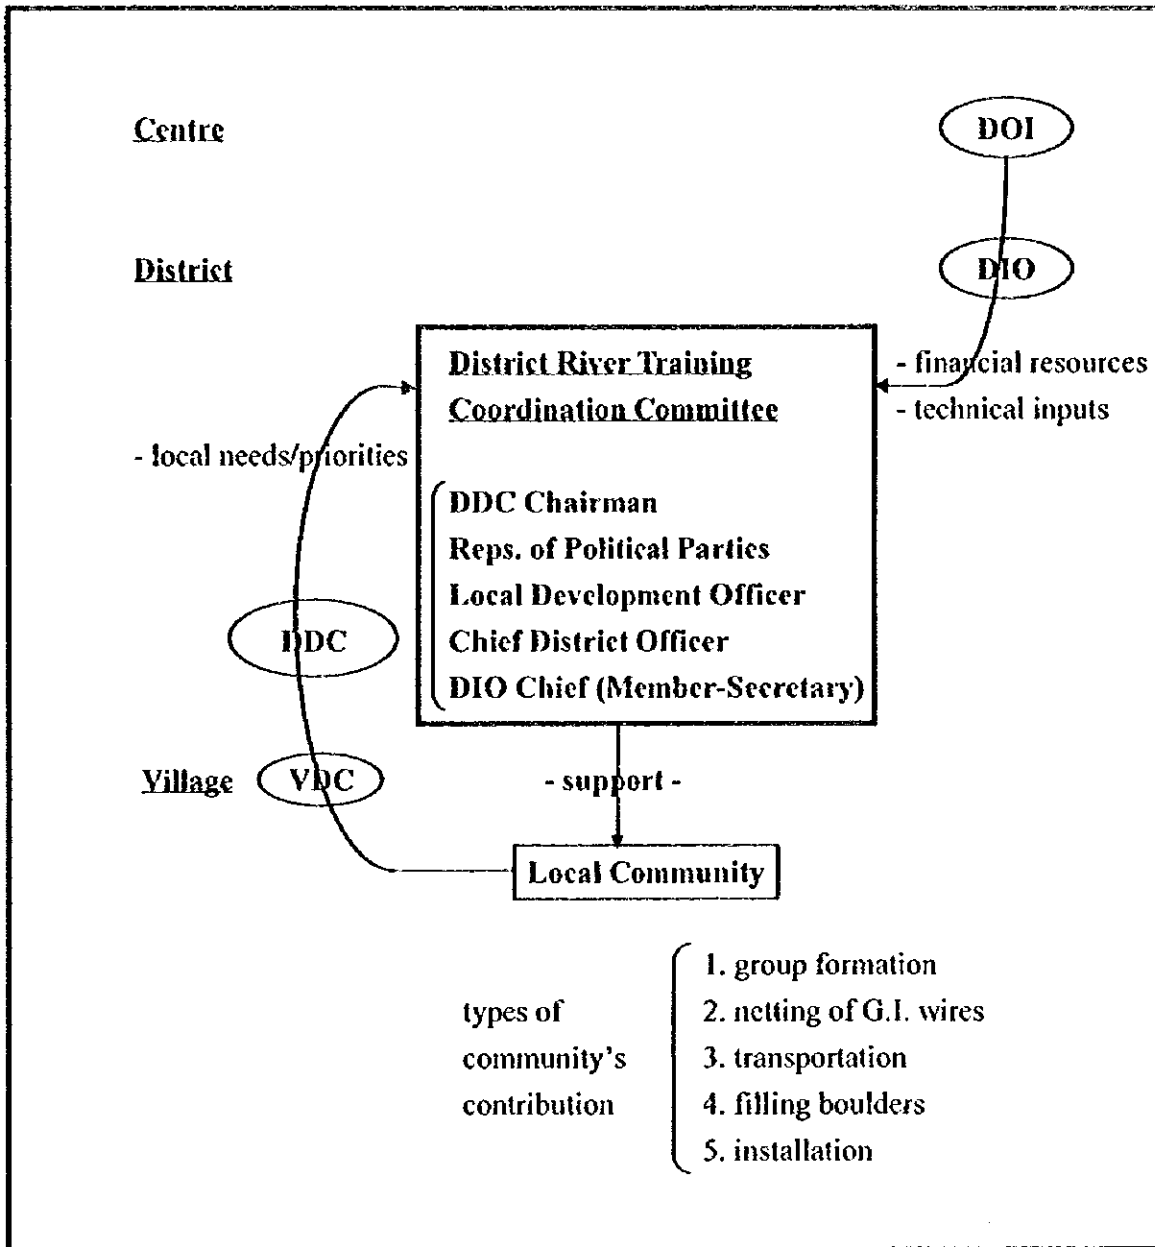 Centre
DOI
District
DIO
District River Training
Coordination Committee
- financial resources
- technical inputs
- local needs/priorities
DDC Chairman
Reps. of Political Parties
Local Development Officer
Chief District Officer
DIO Chief (Member-Secretary)
DDC
Village
VDC
- support -
Local Community
types of
community's
contribution
1. group formation
2. netting of G.I. wires
3. transportation
4. filling boulders
5. installation